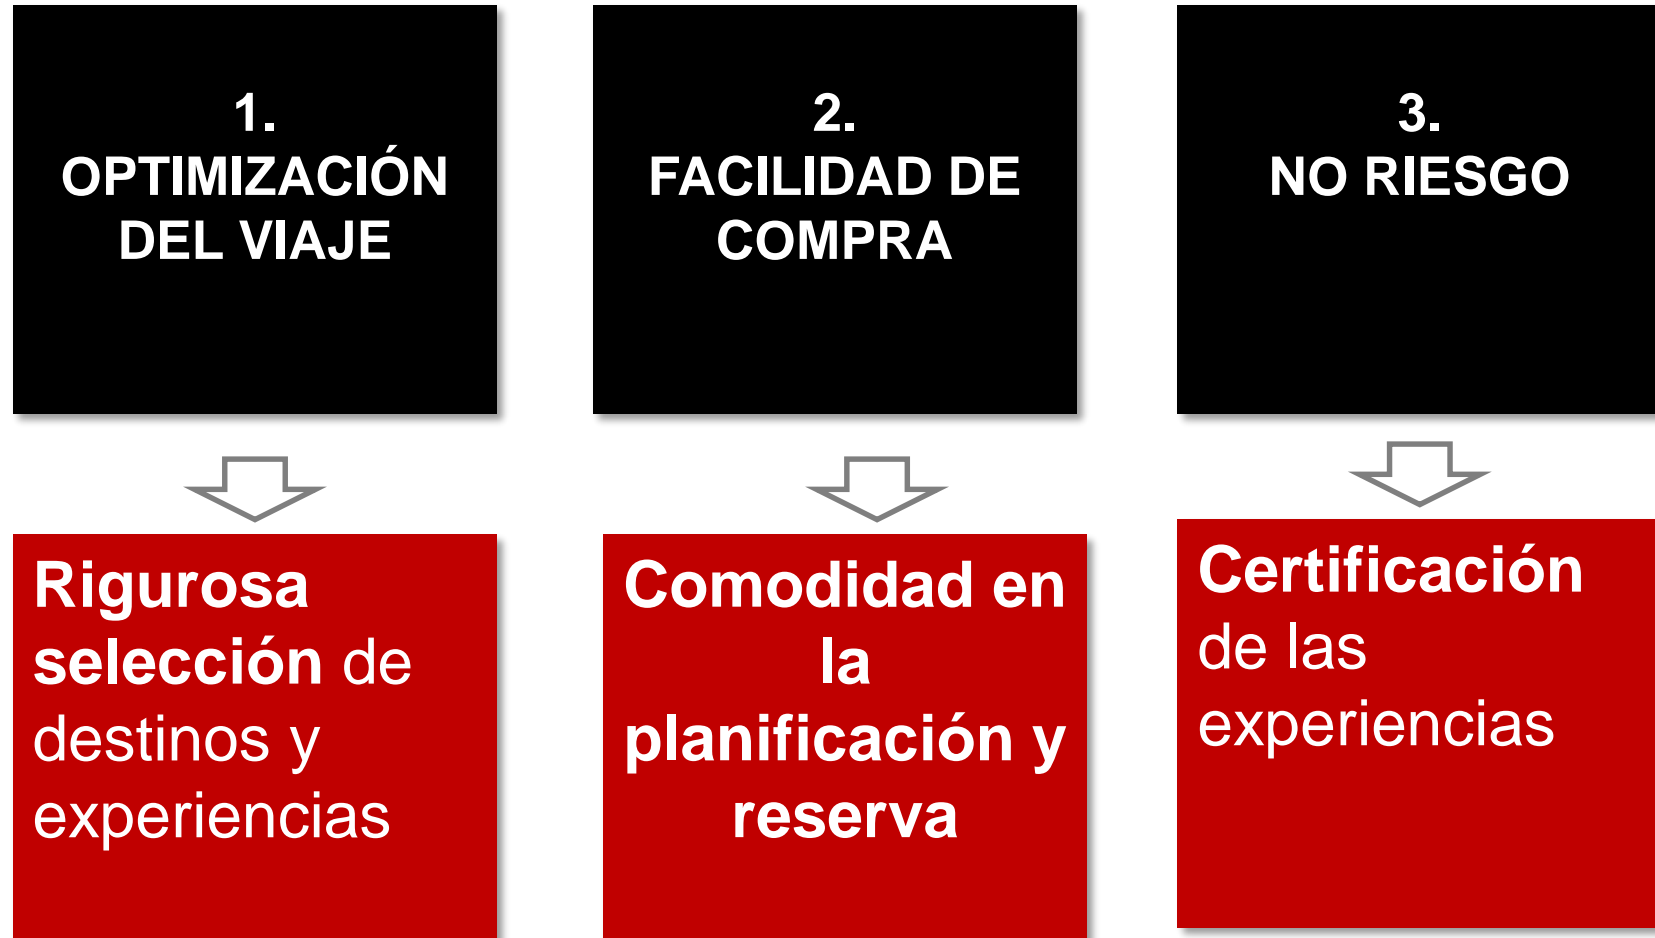 1.
OPTIMIZACIÓN
DEL VIAJE
2.
FACILIDAD DE
COMPRA
3.
NO RIESGO
Rigurosa
selección de
destinos y
experiencias
Comodidad en
la
planificación y
reserva
Certificación
de las
experiencias